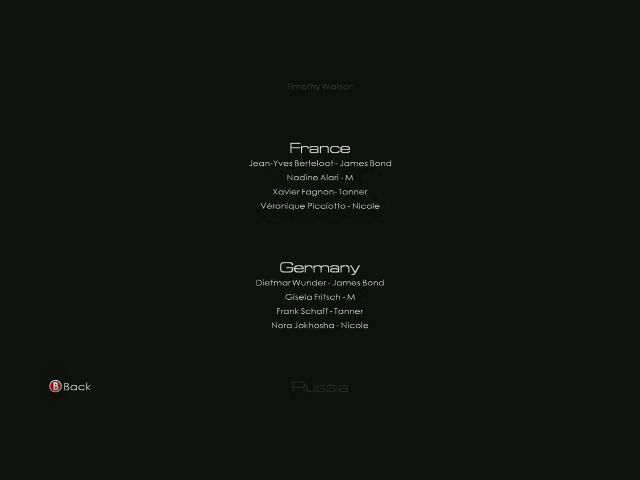 Timothy Watson
France
Jean-Yves Berteloot - James Bond
Nadine Alari - M
Xavier Fagnon- Tanner
Véronique Picciotto - Nicole
Germany
Dietmar Wunder - James Bond
Gisela Fritsch - M
Frank Schaff - Tanner
Nora Jokhosha - Nicole
B Back
Russia